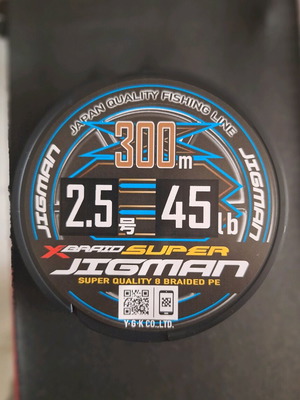 JAPAN QUALITY FISHING LINE
300m
JIGMAN
JIGMAN
2.5号
45lb
X BRAID SUPER
JIGMAN
SUPER QUALITY 8 BRAIDED PE
Y·G·K CO.,LTD.